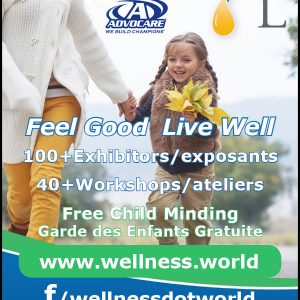 ADVOCARE®
WE BUILD CHAMPIONS®
L
Feel Good Live Well
100+Exhibitors/exposants
40+Workshops/ateliers
Free Child Minding
Garde des Enfants Gratuite
www.wellness.world
f/wellnessdotworld